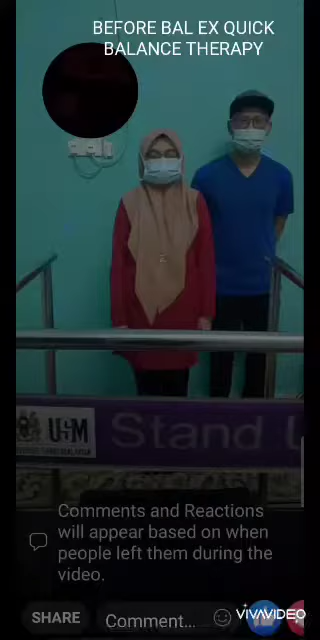 BEFORE BAL EX QUICK
BALANCE THERAPY
USM
Stand
Comments and Reactions
will appear based on when
people left them during the
video.
SHARE
Comment...
VIVAVIDEO